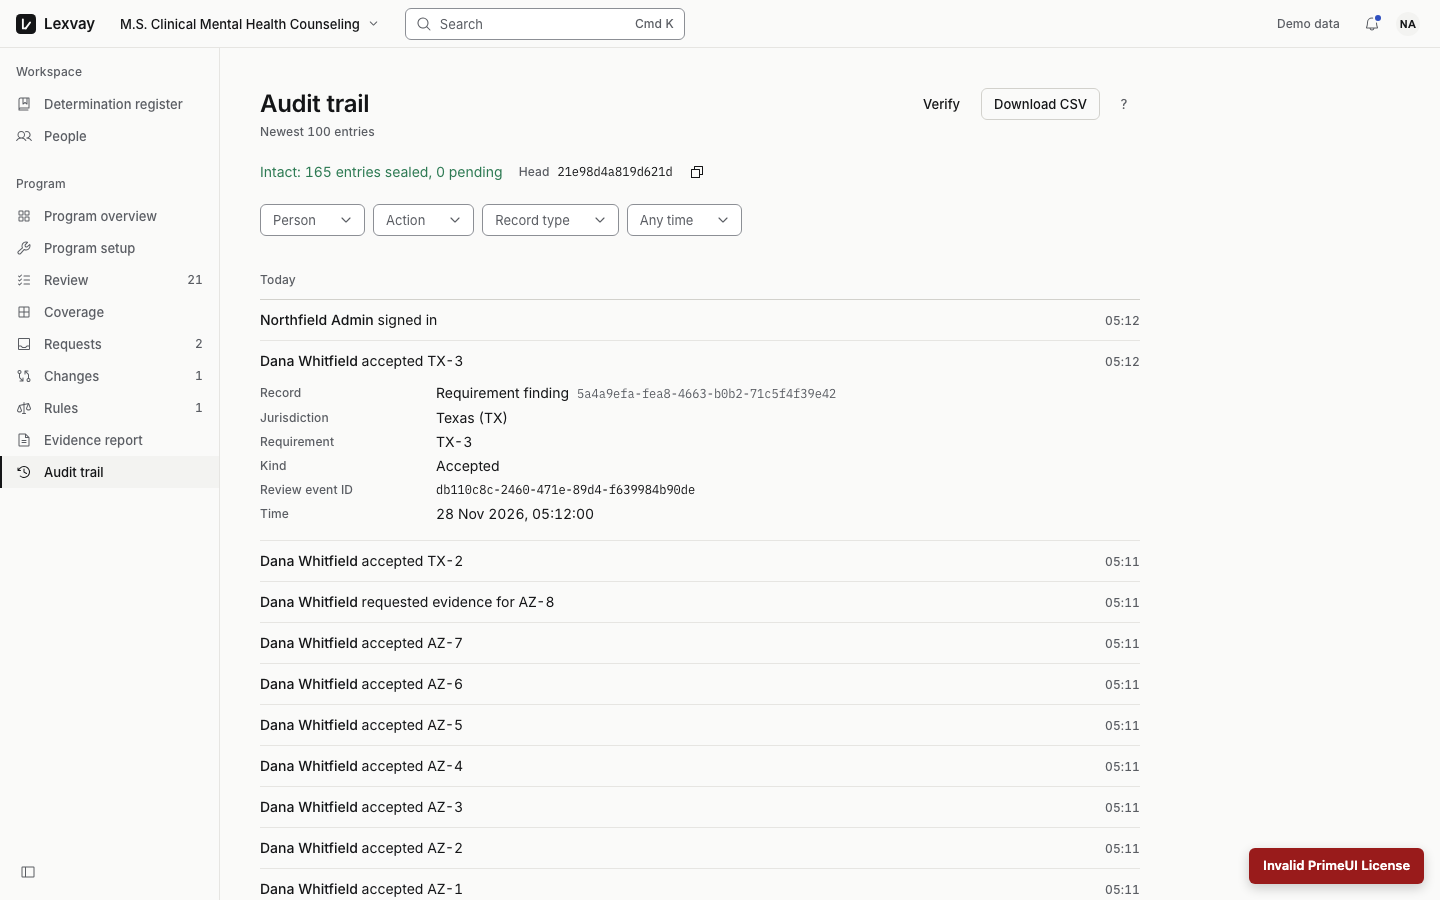 Lexvay
M.S. Clinical Mental Health Counseling
Search
Cmd K
Demo data
NA
Workspace
Determination register
People
Program
Program overview
Program setup
Review 21
Coverage
Requests 2
Changes 1
Rules 1
Evidence report
Audit trail
Audit trail
Newest 100 entries
Verify
Download CSV
?
Intact: 165 entries sealed, 0 pending
Head 21e98d4a819d621d
Person
Action
Record type
Any time
Today
Northfield Admin signed in 05:12
Dana Whitfield accepted TX-3 05:12
Record Requirement finding 5a4a9efa-fea8-4663-b0b2-71c5f4f39e42
Jurisdiction Texas (TX)
Requirement TX-3
Kind Accepted
Review event ID db110c8c-2460-471e-89d4-f639984b90de
Time 28 Nov 2026, 05:12:00
Dana Whitfield accepted TX-2 05:11
Dana Whitfield requested evidence for AZ-8 05:11
Dana Whitfield accepted AZ-7 05:11
Dana Whitfield accepted AZ-6 05:11
Dana Whitfield accepted AZ-5 05:11
Dana Whitfield accepted AZ-4 05:11
Dana Whitfield accepted AZ-3 05:11
Dana Whitfield accepted AZ-2 05:11
Dana Whitfield accepted AZ-1 05:11
Invalid PrimeUI License